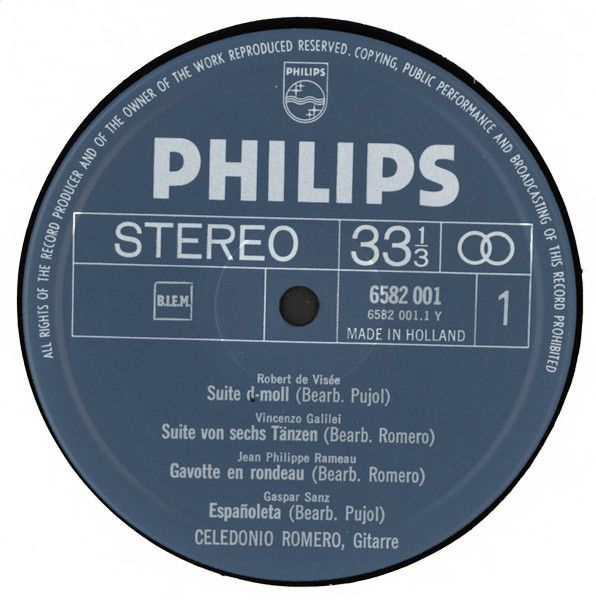 ALL RIGHTS OF THE RECORD PRODUCER AND OF THE OWNER OF THE WORK REPRODUCED RESERVED. COPYING, PUBLIC PERFORMANCE AND BROADCASTING OF THIS RECORD PROHIBITED
PHILIPS
PHILIPS
STEREO 33 1/3
B.I.E.M. 6582 001 1
6582 001.1 Y
MADE IN HOLLAND
Robert de Visée
Suite d-moll (Bearb. Pujol)
Vincenzo Galilei
Suite von sechs Tänzen (Bearb. Romero)
Jean Philippe Rameau
Gavotte en rondeau (Bearb. Romero)
Gaspar Sanz
Españoleta (Bearb. Pujol)
CELEDONIO ROMERO, Gitarre